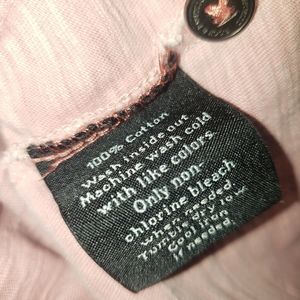 100% Cotton
Wash inside out
Machine wash cold
with like colors.
Only non-
chlorine bleach
when needed.
Tumble dry low
Cool iron
if needed